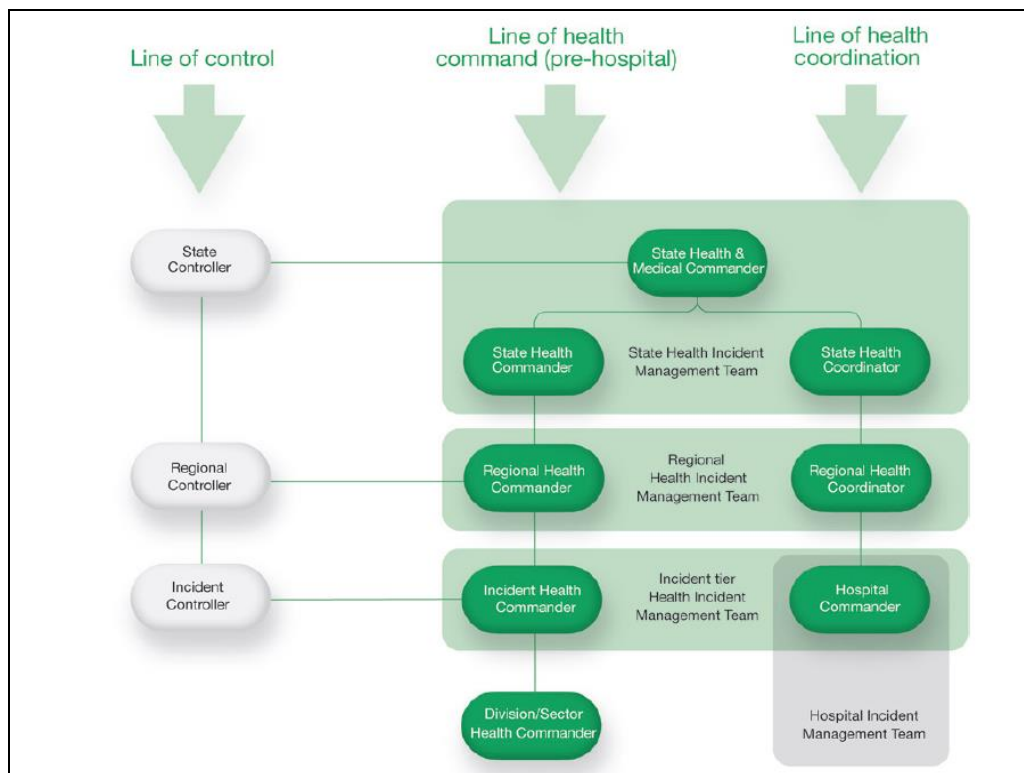 Line of control
Line of health
command (pre-hospital)
Line of health
coordination
State
Controller
State Health &
Medical Commander
State Health
Commander
State Health Incident
Management Team
State Health
Coordinator
Regional
Controller
Regional Health
Commander
Regional
Health Incident
Management Team
Regional Health
Coordinator
Incident
Controller
Incident Health
Commander
Incident tier
Health Incident
Management Team
Hospital
Commander
Division/Sector
Health Commander
Hospital Incident
Management Team